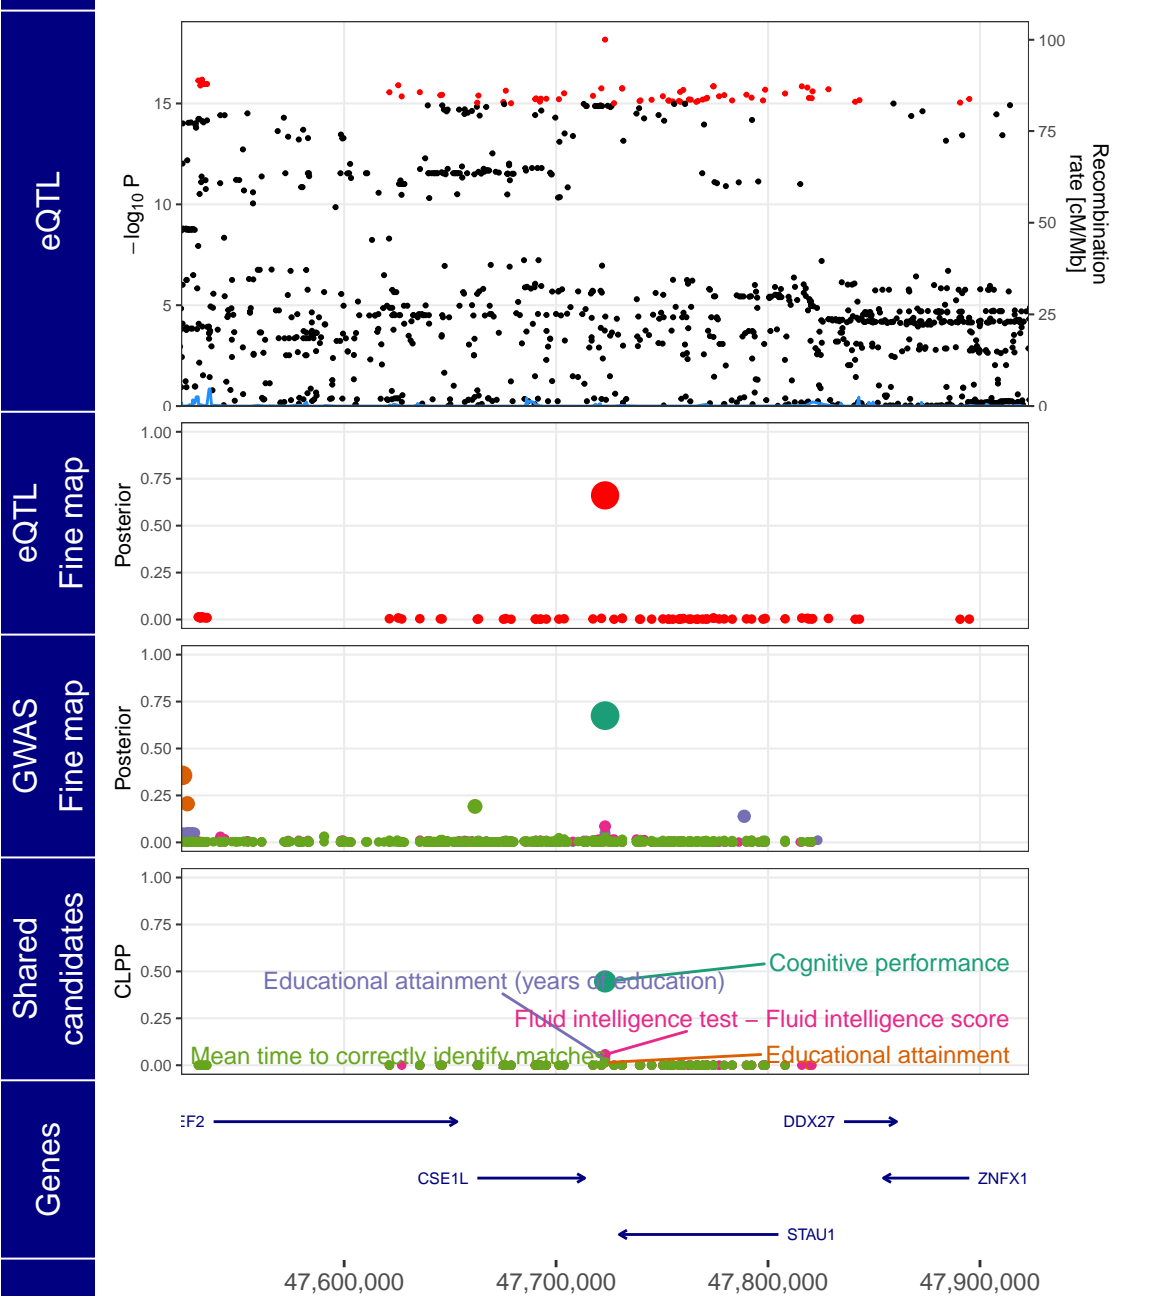 eQTL
−log10 P
15
10
5
0
100
75
50
25
0
Recombination
rate [cM/Mb]
eQTL
Fine map
Posterior
1.00
0.75
0.50
0.25
0.00
GWAS
Fine map
Posterior
1.00
0.75
0.50
0.25
0.00
Shared
candidates
CLPP
1.00
0.75
0.50
0.25
0.00
Cognitive performance
Educational attainment (years of education)
Fluid intelligence test − Fluid intelligence score
Mean time to correctly identify matches
Educational attainment
Genes
EF2
DDX27
CSE1L
ZNFX1
STAU1
47,600,000
47,700,000
47,800,000
47,900,000